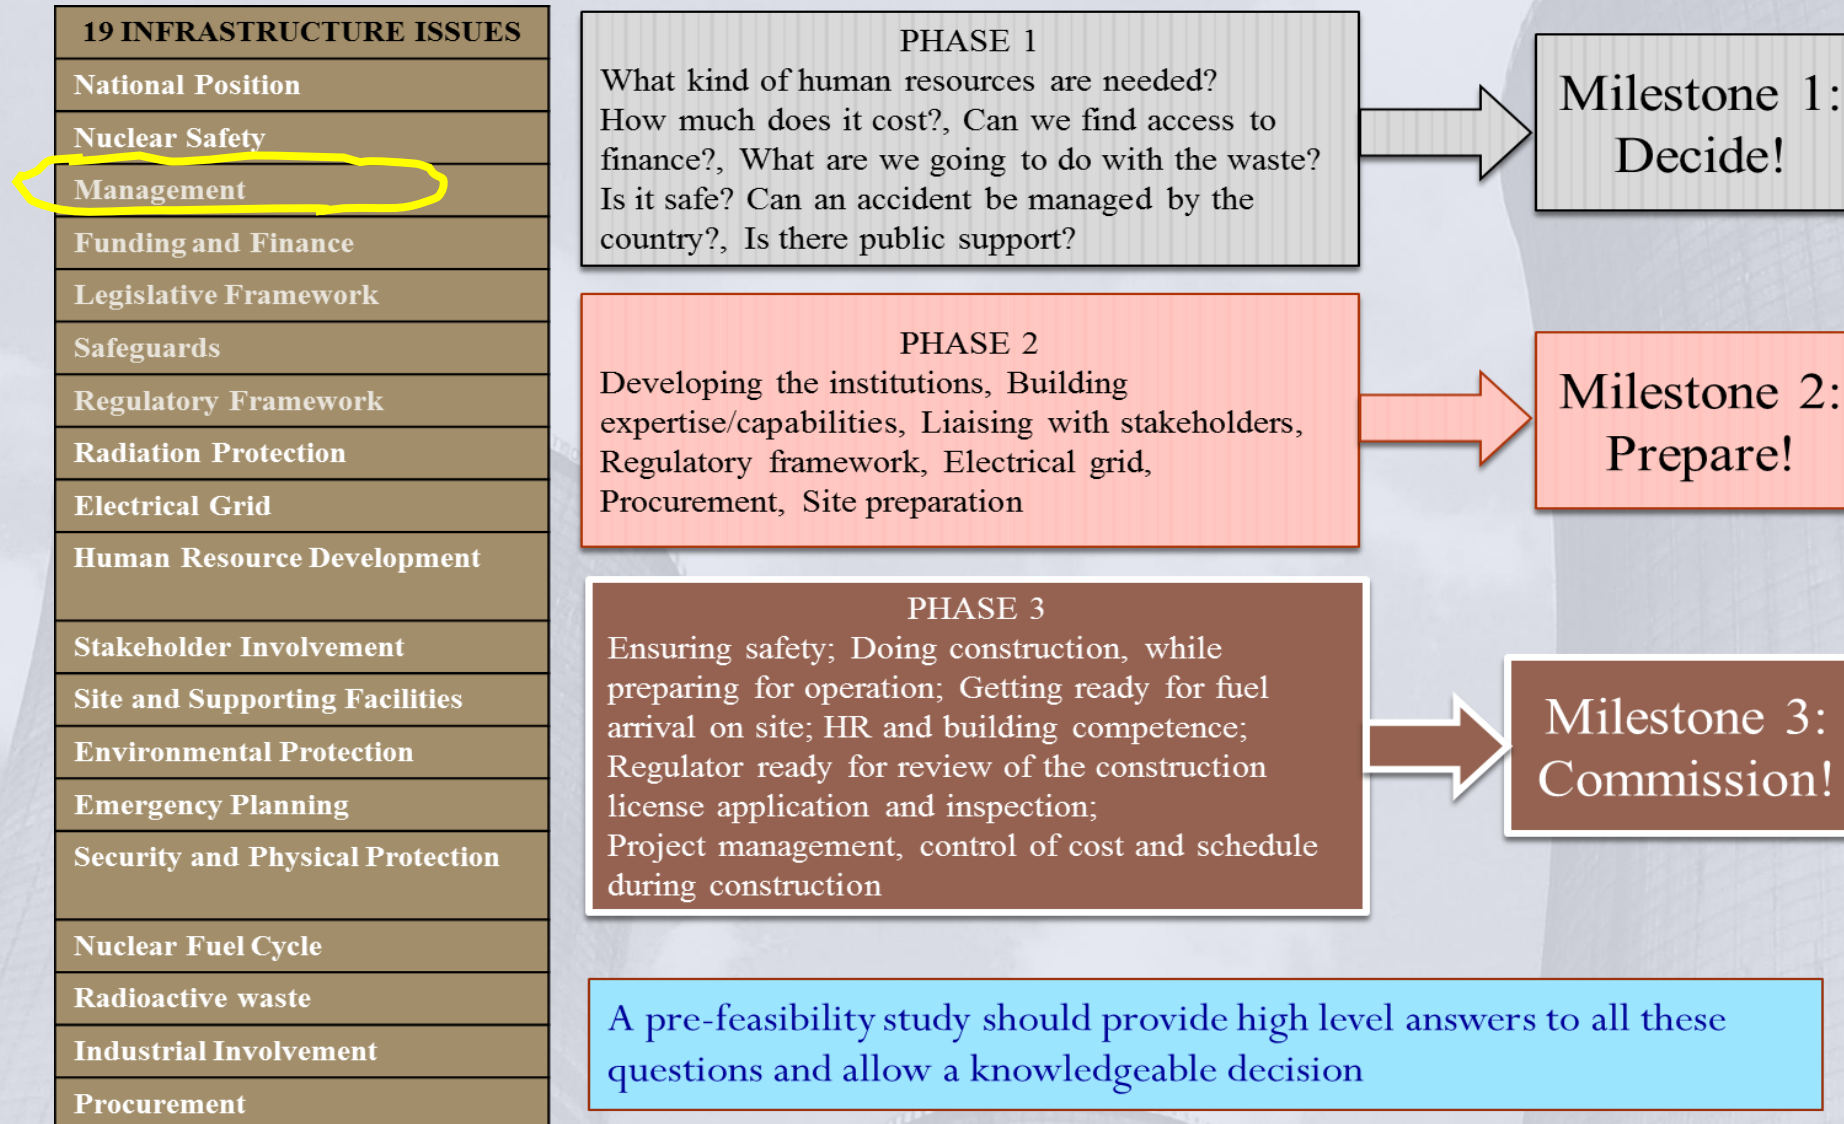 19 INFRASTRUCTURE ISSUES
National Position
Nuclear Safety
Management
Funding and Finance
Legislative Framework
Safeguards
Regulatory Framework
Radiation Protection
Electrical Grid
Human Resource Development
Stakeholder Involvement
Site and Supporting Facilities
Environmental Protection
Emergency Planning
Security and Physical Protection
Nuclear Fuel Cycle
Radioactive waste
Industrial Involvement
Procurement
PHASE 1
What kind of human resources are needed?
How much does it cost?, Can we find access to
finance?, What are we going to do with the waste?
Is it safe? Can an accident be managed by the
country?, Is there public support?
Milestone 1:
Decide!
PHASE 2
Developing the institutions, Building
expertise/capabilities, Liaising with stakeholders,
Regulatory framework, Electrical grid,
Procurement, Site preparation
Milestone 2:
Prepare!
PHASE 3
Ensuring safety; Doing construction, while
preparing for operation; Getting ready for fuel
arrival on site; HR and building competence;
Regulator ready for review of the construction
license application and inspection;
Project management, control of cost and schedule
during construction
Milestone 3:
Commission!
A pre-feasibility study should provide high level answers to all these
questions and allow a knowledgeable decision